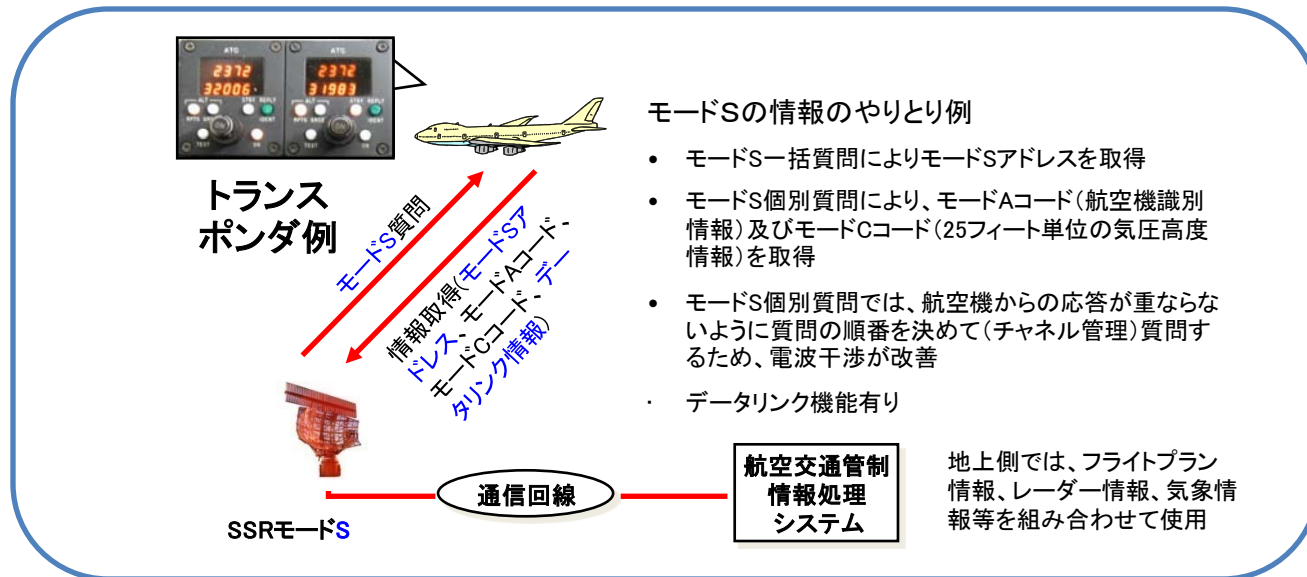 ATC
ATC
2372
32006
2372
31983
ALT
STBY
REPLY
IDENT
TEST
ON
ALT
STBY
REPLY
IDENT
TEST
ON
トランス
ポンダ例
モードS質問
情報取得(モードSア
ドレス、モードAコード、
モードCコード、デー
タリンク情報)
モードSの情報のやりとり例
• モードS一括質問によりモードSアドレスを取得
• モードS個別質問により、モードAコード(航空機識別
情報)及びモードCコード(25フィート単位の気圧高度
情報)を取得
• モードS個別質問では、航空機からの応答が重ならな
いように質問の順番を決めて(チャネル管理)質問す
るため、電波干渉が改善
· データリンク機能有り
SSRモードS
通信回線
航空交通管制
情報処理
システム
地上側では、フライトプラン
情報、レーダー情報、気象情
報等を組み合わせて使用